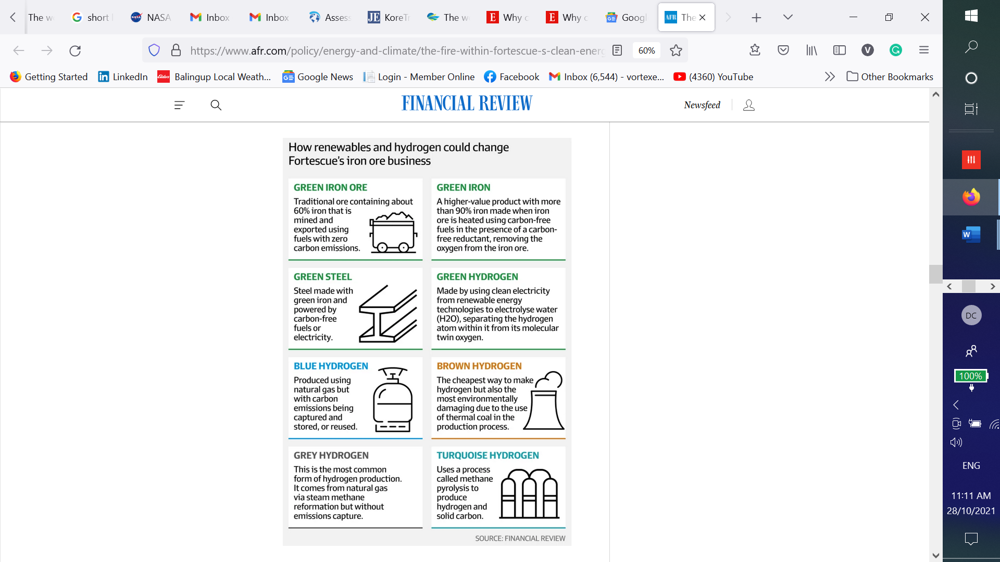 The w
short
NASA
Inbox
Inbox
Assess
JE
KoreTr
The w
E
Why c
E
Why c
Googl
AFR
The
https://www.afr.com/policy/energy-and-climate/the-fire-within-fortescue-s-clean-energ
60%
V
G
Getting Started
in
LinkedIn
Elders
Balingup Local Weath...
GE
Google News
Login - Member Online
Facebook
Inbox (6,544) - vortexe...
(4360) YouTube
Other Bookmarks
FINANCIAL REVIEW
Newsfeed
How renewables and hydrogen could change
Fortescue's iron ore business
GREEN IRON ORE
Traditional ore containing about
60% iron that is
mined and
exported using
fuels with zero
carbon emissions.
GREEN IRON
A higher-value product with more
than 90% iron made when iron
ore is heated using carbon-free
fuels in the presence of a carbon-
free reductant, removing the
oxygen from the iron ore.
GREEN STEEL
Steel made with
green iron and
powered by
carbon-free
fuels or
electricity.
GREEN HYDROGEN
Made by using clean electricity
from renewable energy
technologies to electrolyse water
(H2O), separating the hydrogen
atom within it from its molecular
twin oxygen.
BLUE HYDROGEN
Produced using
natural gas but
with carbon
emissions being
captured and
stored, or reused.
BROWN HYDROGEN
The cheapest way to make
hydrogen but also the
most environmentally
damaging due to the use
of thermal coal in the
production process.
GREY HYDROGEN
This is the most common
form of hydrogen production.
It comes from natural gas
via steam methane
reformation but without
emissions capture.
TURQUOISE HYDROGEN
Uses a process
called methane
pyrolysis to
produce
hydrogen and
solid carbon.
SOURCE: FINANCIAL REVIEW
W
DC
100%
ENG
11:11 AM
28/10/2021